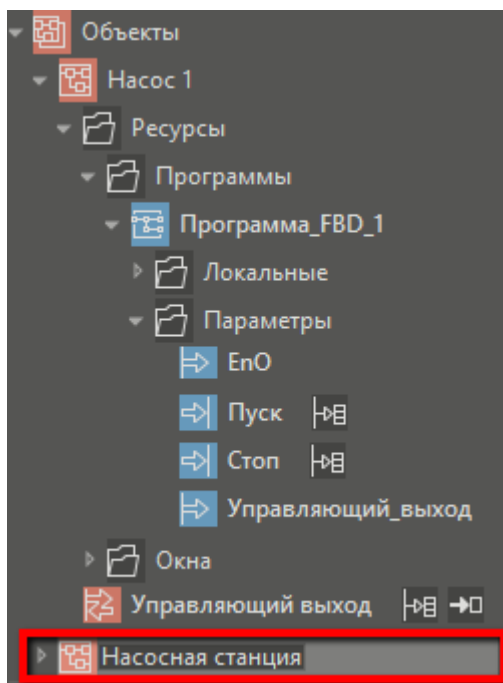 Объекты
Насос 1
Ресурсы
Программы
Программа_FBD_1
Локальные
Параметры
EnO
Пуск
Стоп
Управляющий_выход
Окна
Управляющий выход
Насосная станция